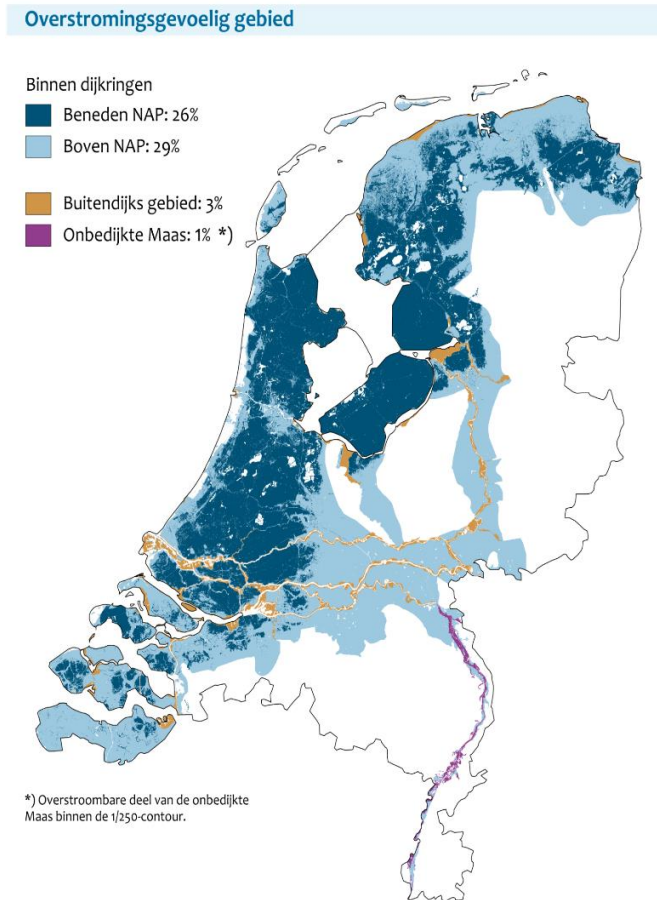 Overstromingsgevoelig gebied
Binnen dijkringen
Beneden NAP: 26%
Boven NAP: 29%
Buitendijks gebied: 3%
Onbedijkte Maas: 1% *)
*) Overstroombare deel van de onbedijkte
Maas binnen de 1/250-contour.